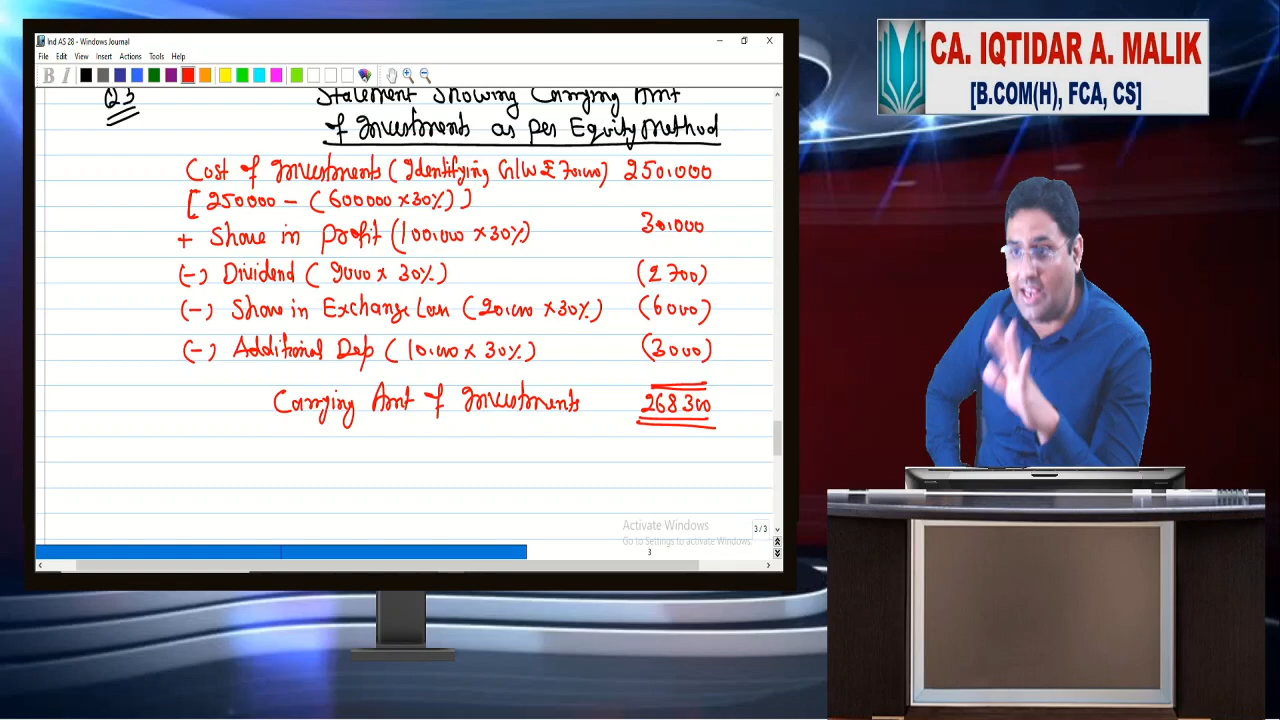 Ind AS 28 - Windows Journal
File Edit View Insert Actions Tools Help
B I
Q 3
Statement Showing Carrying Amt
of Investments as per Equity Method
Cost of Investments (Identifying G/W ₤ 70,000) 250,000
[ 250000 - (600000 × 30%) ]
+ Share in Profit (100,000 × 30%) 30,000
(-) Dividend (9000 × 30%) (2700)
(-) Share in Exchange Loss (20,000 × 30%) (6000)
(-) Additional Dep (10,000 × 30%) (3000)
Carrying Amt of Investments 268300
Activate Windows
Go to Settings to activate Windows.
3 / 3
3
CA. IQTIDAR A. MALIK
[B.COM(H), FCA, CS]